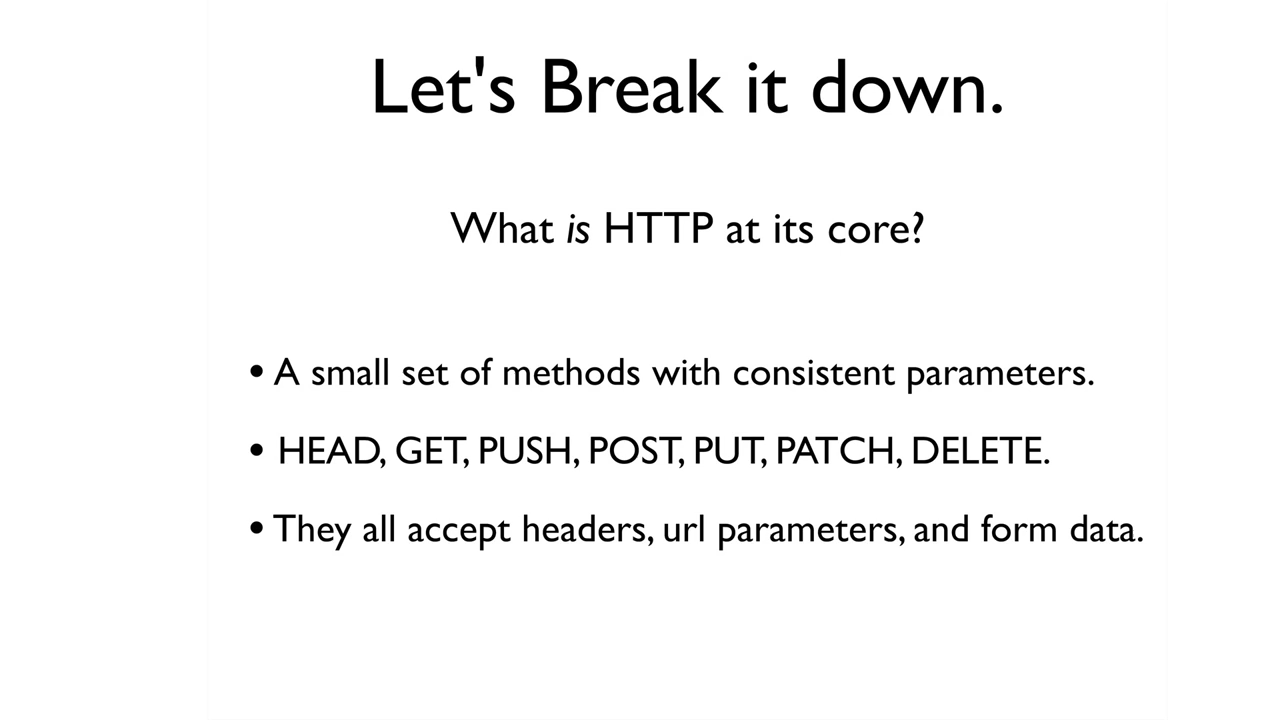 Let's Break it down.
What is HTTP at its core?
• A small set of methods with consistent parameters.
• HEAD, GET, PUSH, POST, PUT, PATCH, DELETE.
• They all accept headers, url parameters, and form data.